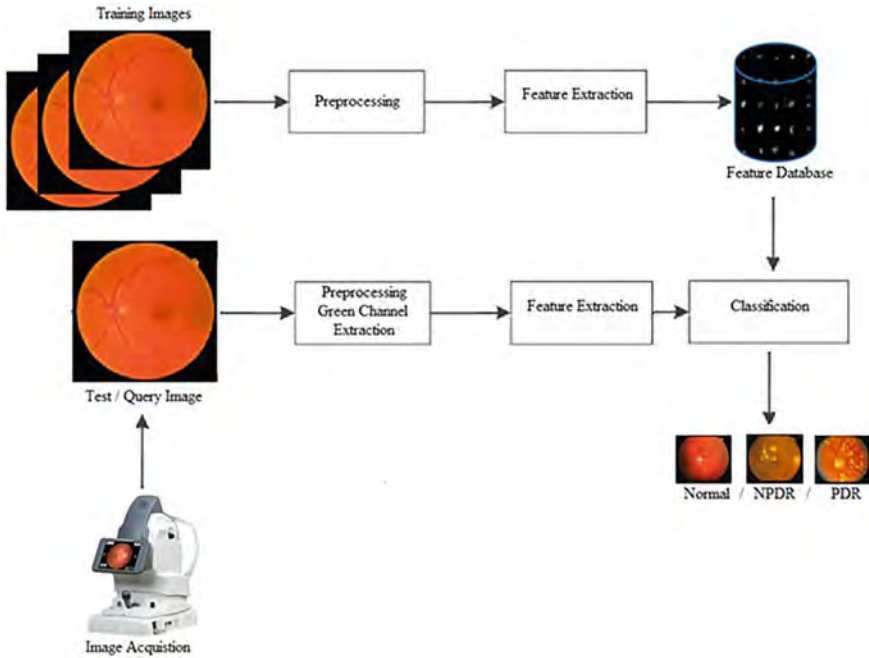 Training Images
Preprocessing
Feature Extraction
Feature Database
Preprocessing
Green Channel
Extraction
Feature Extraction
Classification
Test / Query Image
Normal / NPDR / PDR
Image Acquistion